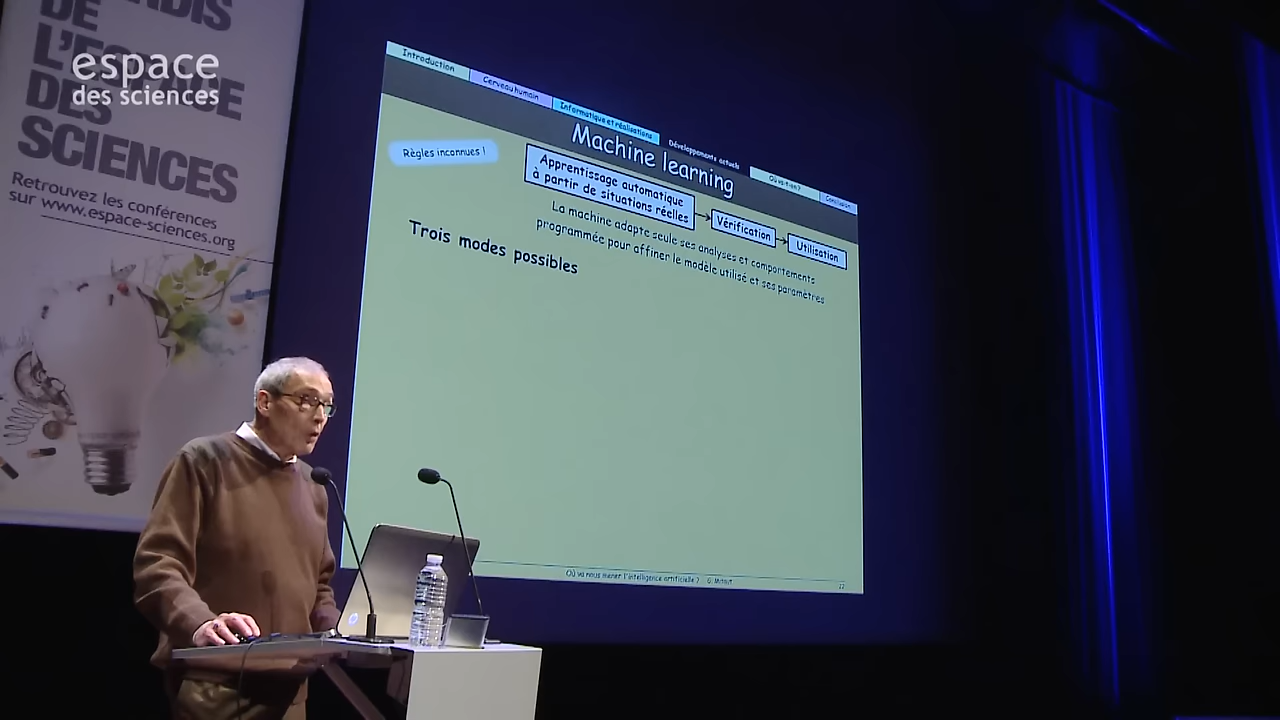 DE
L'ESPACE
DES
SCIENCES
Retrouvez les conférences
sur www.espace-sciences.org
espace
des sciences
Introduction
Cerveau humain
Informatique et réalisations
Développements actuels
Où va-t-on ?
Conclusion
Machine learning
Règles inconnues !
Apprentissage automatique
à partir de situations réelles
Vérification
Utilisation
La machine adapte seule ses analyses et comportements
programmée pour affiner le modèle utilisé et ses paramètres
Trois modes possibles
Où va nous mener l'intelligence artificielle ?